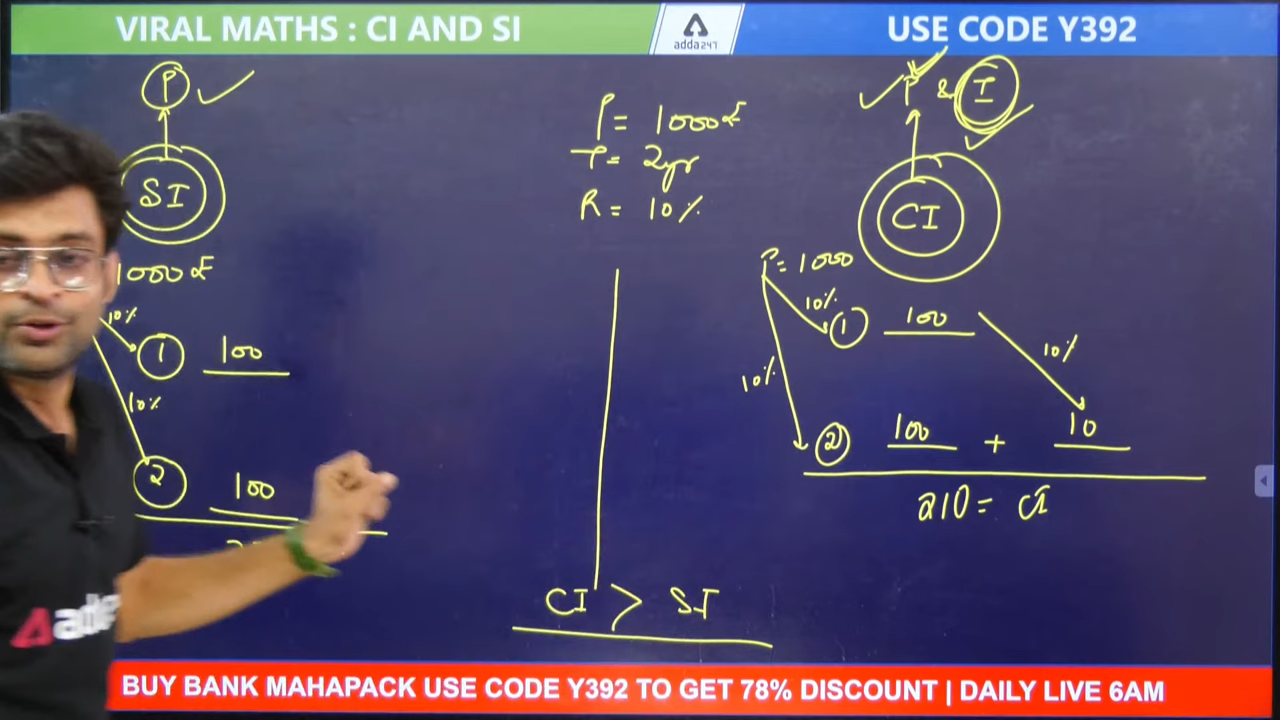 VIRAL MATHS : CI AND SI
adda247
USE CODE Y392
P
SI
1000 ₹
10%
1 100
10%
2 100
P = 1000 ₹
T = 2yr
R = 10%
CI > SI
P & I
CI
P = 1000
10%
1 100
10%
10%
2 100 + 10
210 = CI
BUY BANK MAHAPACK USE CODE Y392 TO GET 78% DISCOUNT | DAILY LIVE 6AM